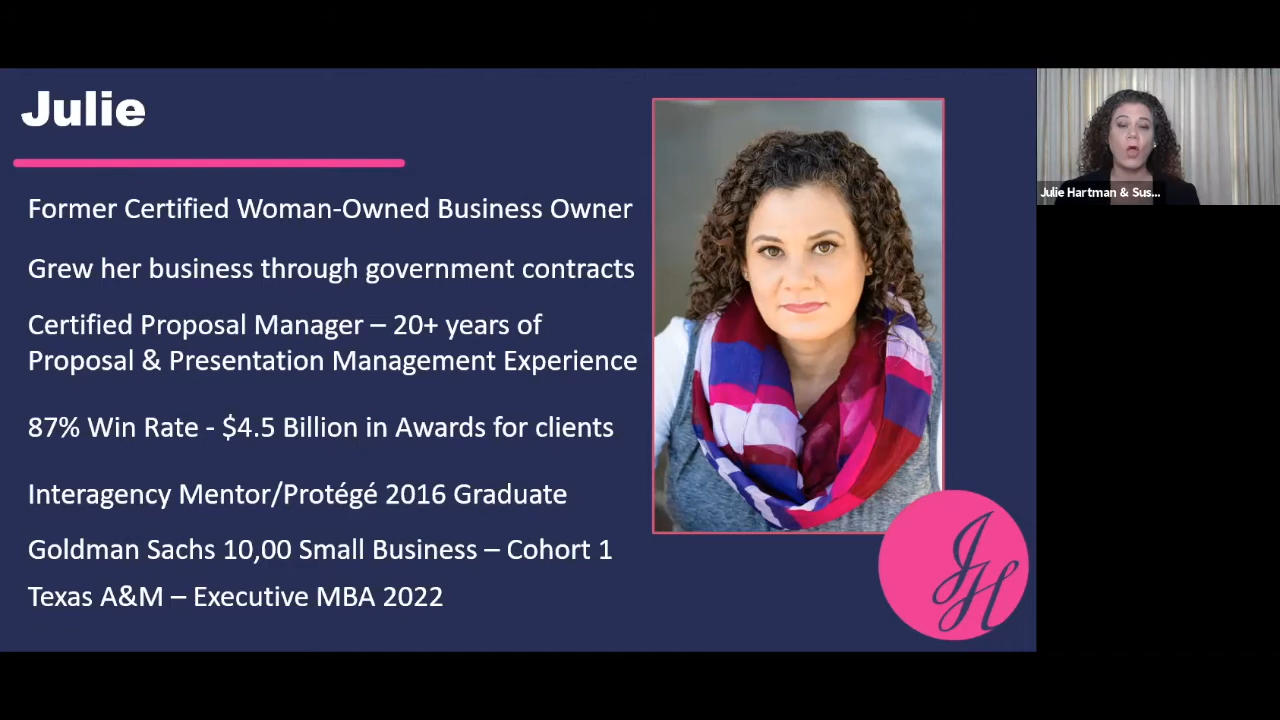 Julie
Former Certified Woman-Owned Business Owner
Grew her business through government contracts
Certified Proposal Manager – 20+ years of
Proposal & Presentation Management Experience
87% Win Rate - $4.5 Billion in Awards for clients
Interagency Mentor/Protégé 2016 Graduate
Goldman Sachs 10,00 Small Business – Cohort 1
Texas A&M – Executive MBA 2022
JH
Julie Hartman & Sus...